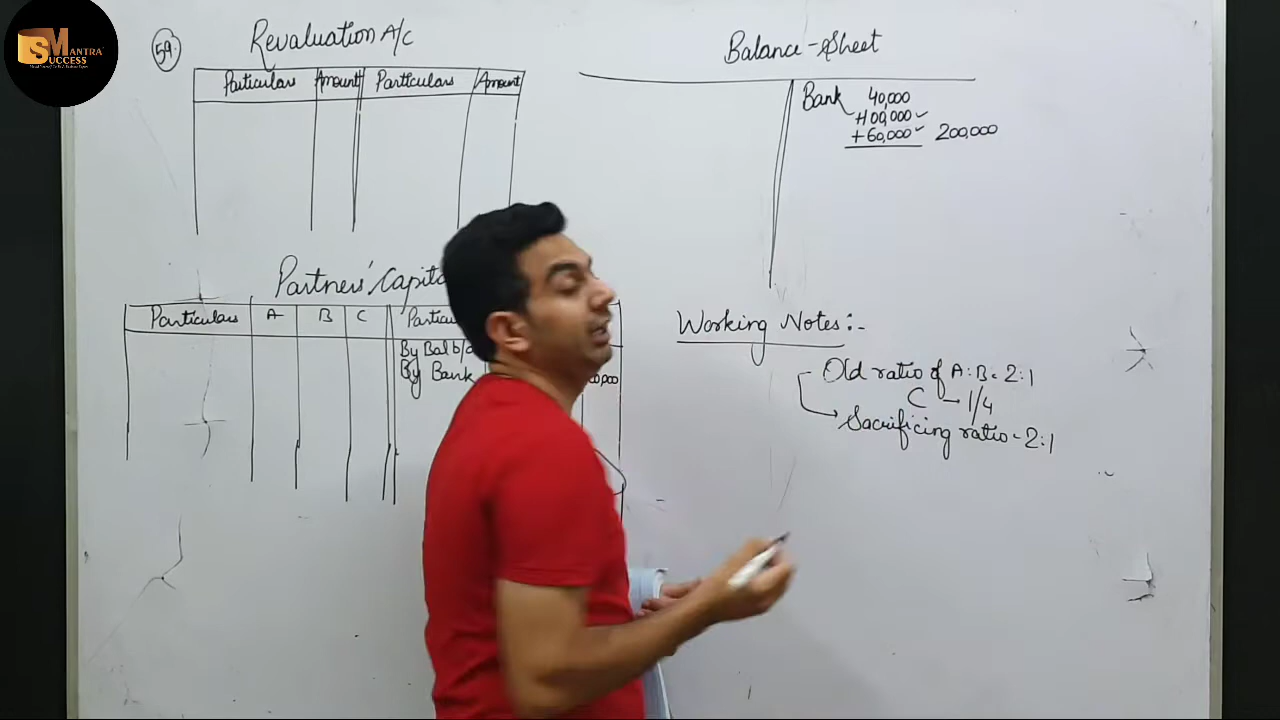 SMANTRA
SUCCESS
59.
Revaluation A/c
Particulars Amount Particulars Amount
Balance-Sheet
Bank 40,000
+100,000 ✓
+60,000 ✓ 200,000
Partners' Capita
Particulars A B C Particu
By Bal b/d
By Bank
Working Notes:-
Old ratio of A:B = 2:1
C → 1/4
Sacrificing ratio = 2:1